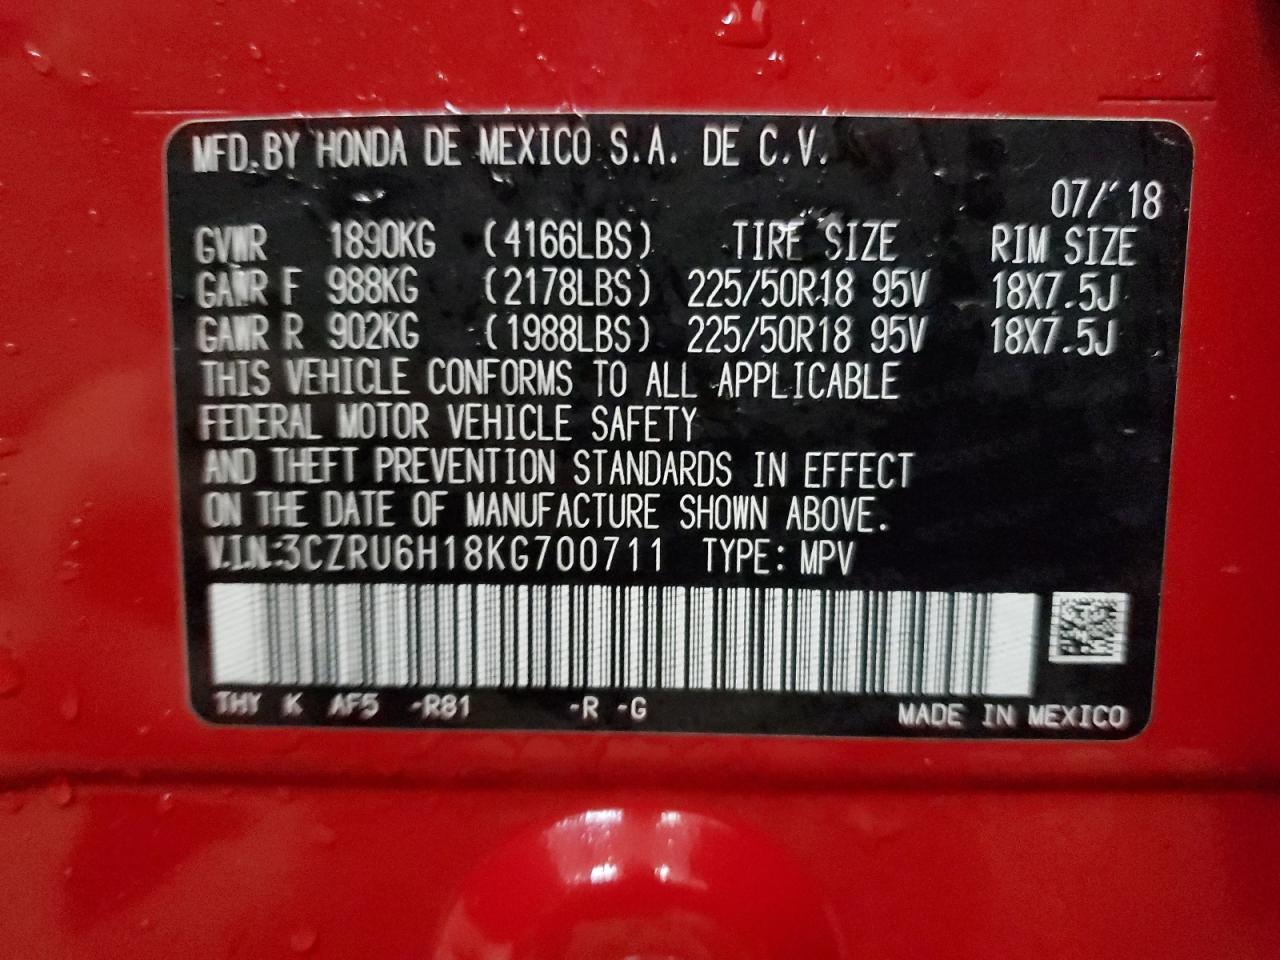 MFD.BY HONDA DE MEXICO S.A. DE C.V.
07/'18
GVWR 1890KG (4166LBS) TIRE SIZE RIM SIZE
GAWR F 988KG (2178LBS) 225/50R18 95V 18X7.5J
GAWR R 902KG (1988LBS) 225/50R18 95V 18X7.5J
THIS VEHICLE CONFORMS TO ALL APPLICABLE
FEDERAL MOTOR VEHICLE SAFETY
AND THEFT PREVENTION STANDARDS IN EFFECT
ON THE DATE OF MANUFACTURE SHOWN ABOVE.
V.I.N:3CZRU6H18KG700711 TYPE: MPV
THY K AF5 -R81 -R -G MADE IN MEXICO